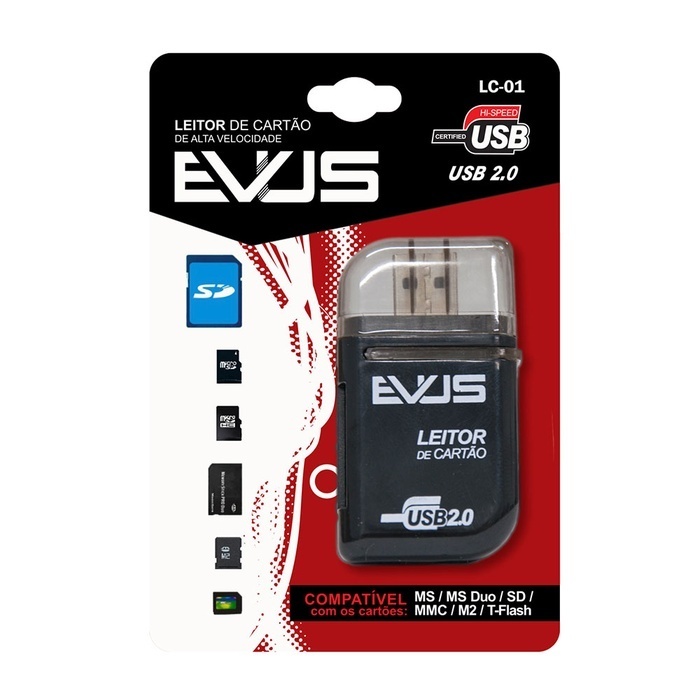 LC-01
LEITOR DE CARTÃO
DE ALTA VELOCIDADE
EVUS
HI-SPEED
CERTIFIED USB
USB 2.0
SD
EVUS
LEITOR
DE CARTÃO
USB2.0
M2
COMPATÍVEL
com os cartões:
MS / MS Duo / SD /
MMC / M2 / T-Flash